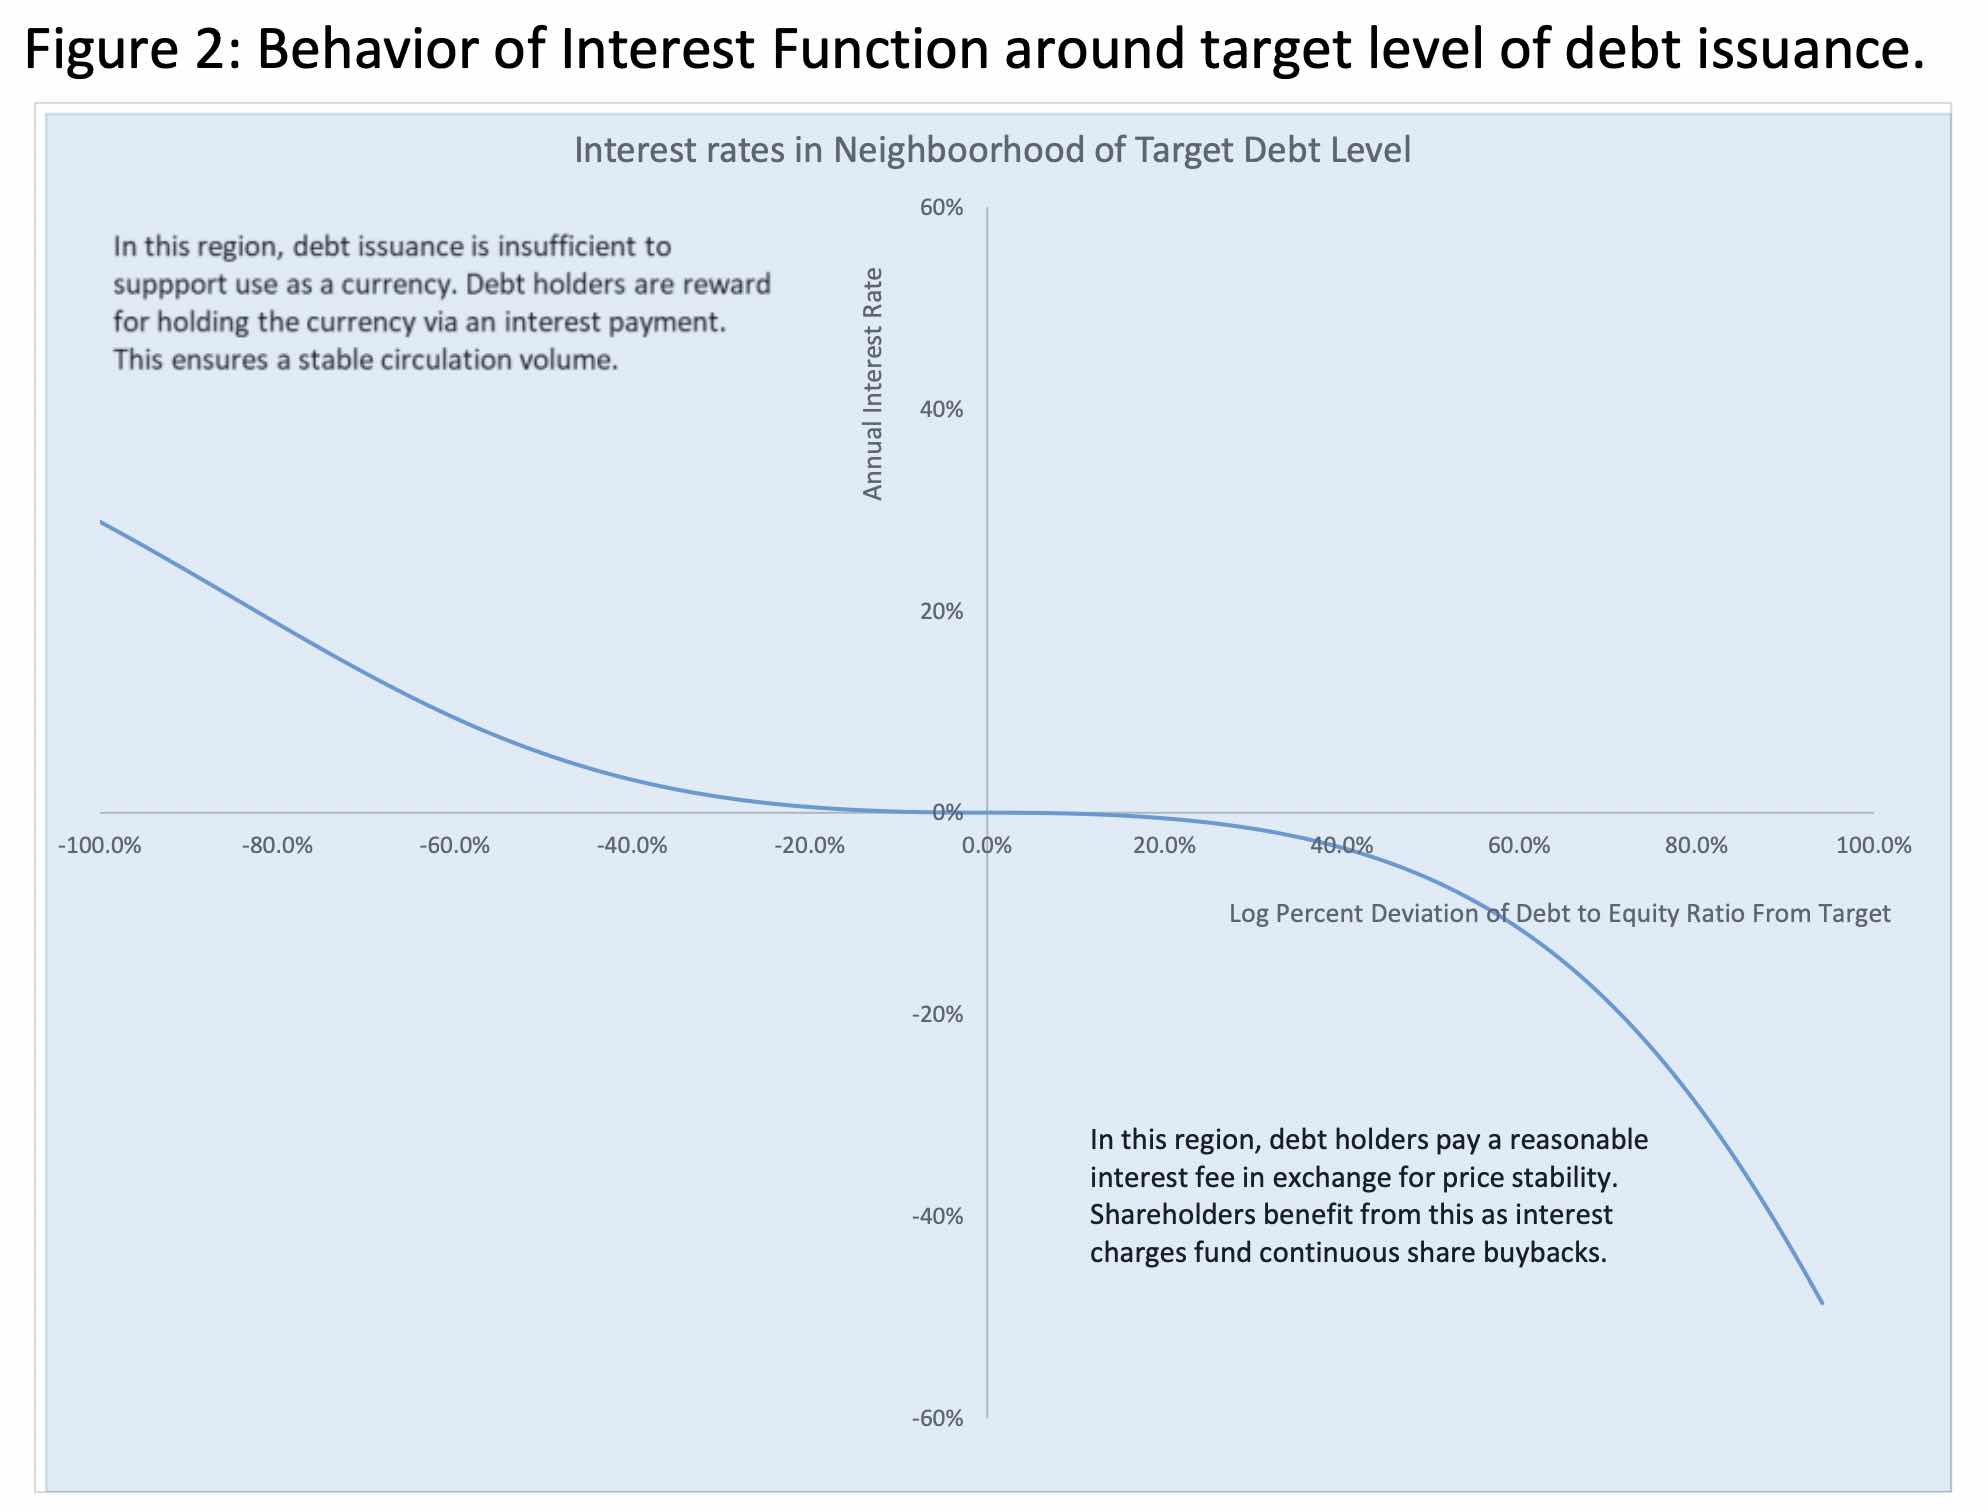 Figure 2: Behavior of Interest Function around target level of debt issuance.
Interest rates in Neighboorhood of Target Debt Level
In this region, debt issuance is insufficient to
suppport use as a currency. Debt holders are reward
for holding the currency via an interest payment.
This ensures a stable circulation volume.
Annual Interest Rate
60%
40%
20%
0%
-20%
-40%
-60%
-100.0% -80.0% -60.0% -40.0% -20.0% 0.0% 20.0% 40.0% 60.0% 80.0% 100.0%
Log Percent Deviation of Debt to Equity Ratio From Target
In this region, debt holders pay a reasonable
interest fee in exchange for price stability.
Shareholders benefit from this as interest
charges fund continuous share buybacks.